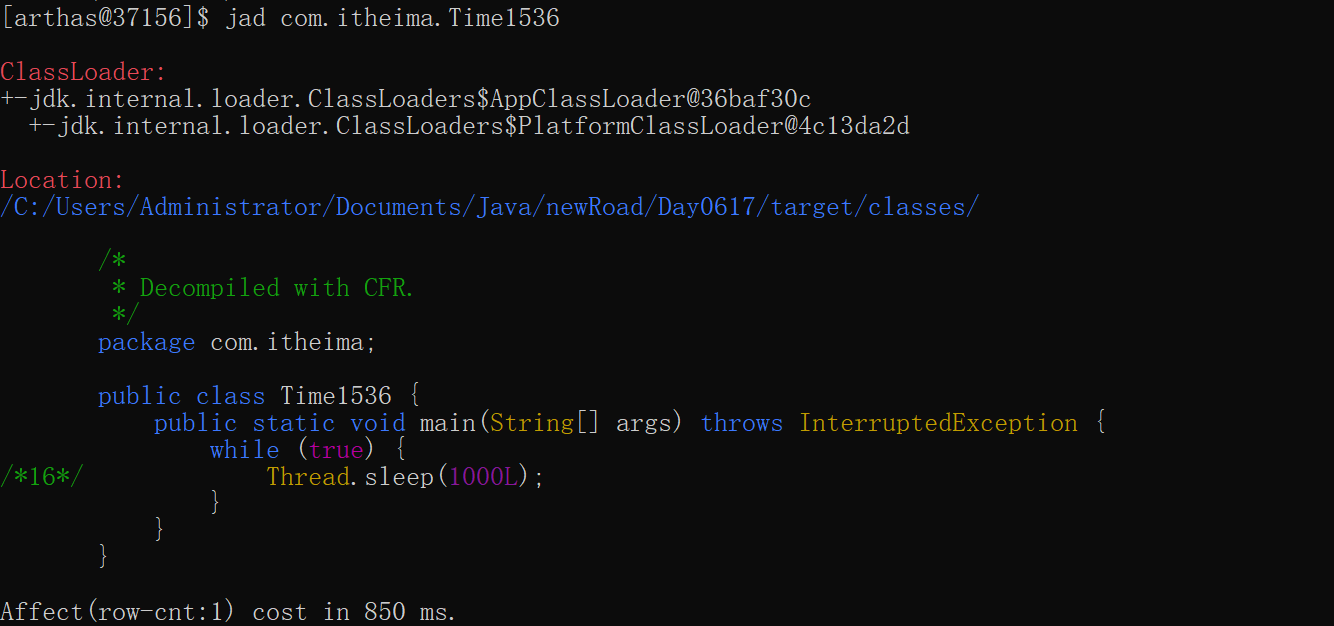 [arthas@37156]$ jad com.itheima.Time1536
ClassLoader:
+-jdk.internal.loader.ClassLoaders$AppClassLoader@36baf30c
  +-jdk.internal.loader.ClassLoaders$PlatformClassLoader@4c13da2d
Location:
/C:/Users/Administrator/Documents/Java/newRoad/Day0617/target/classes/
       /*
        * Decompiled with CFR.
        */
       package com.itheima;
       public class Time1536 {
           public static void main(String[] args) throws InterruptedException {
               while (true) {
/*16*/             Thread.sleep(1000L);
               }
           }
       }
Affect(row-cnt:1) cost in 850 ms.